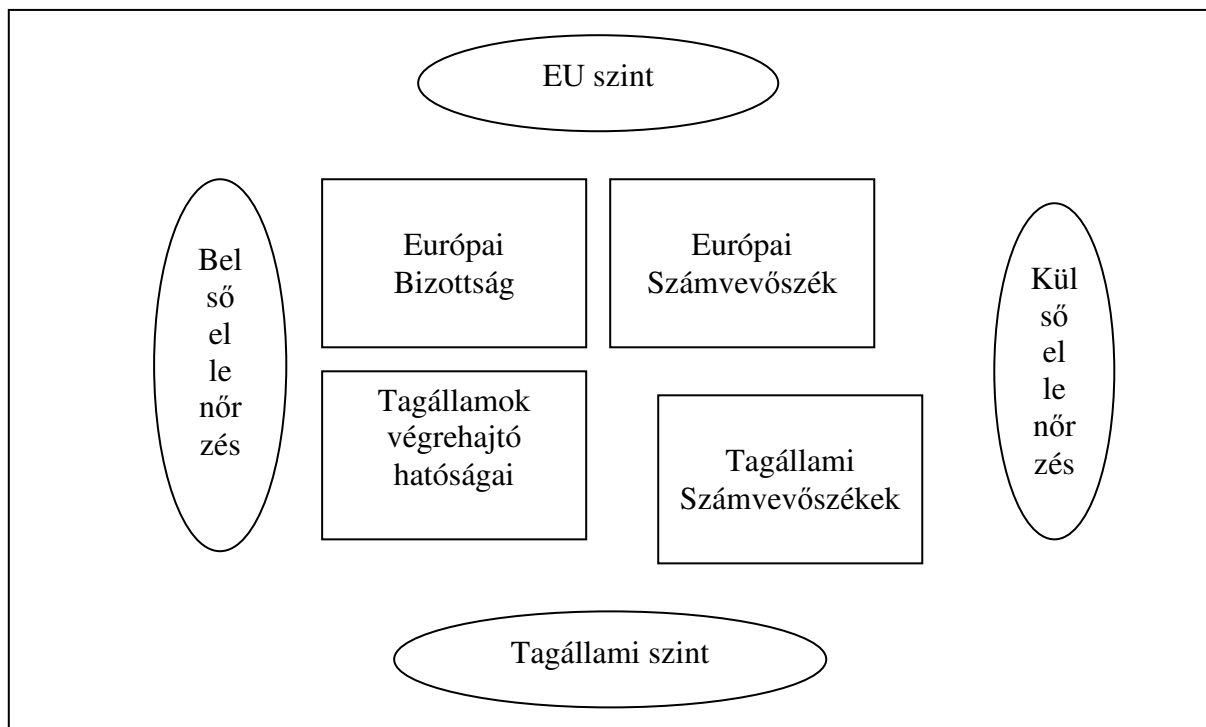 EU szint
Bel
ső
el
le
nőr
zés
Európai
Bizottság
Európai
Számvevőszék
Kül
ső
el
le
nőr
zés
Tagállamok
végrehajtó
hatóságai
Tagállami
Számvevőszékek
Tagállami szint